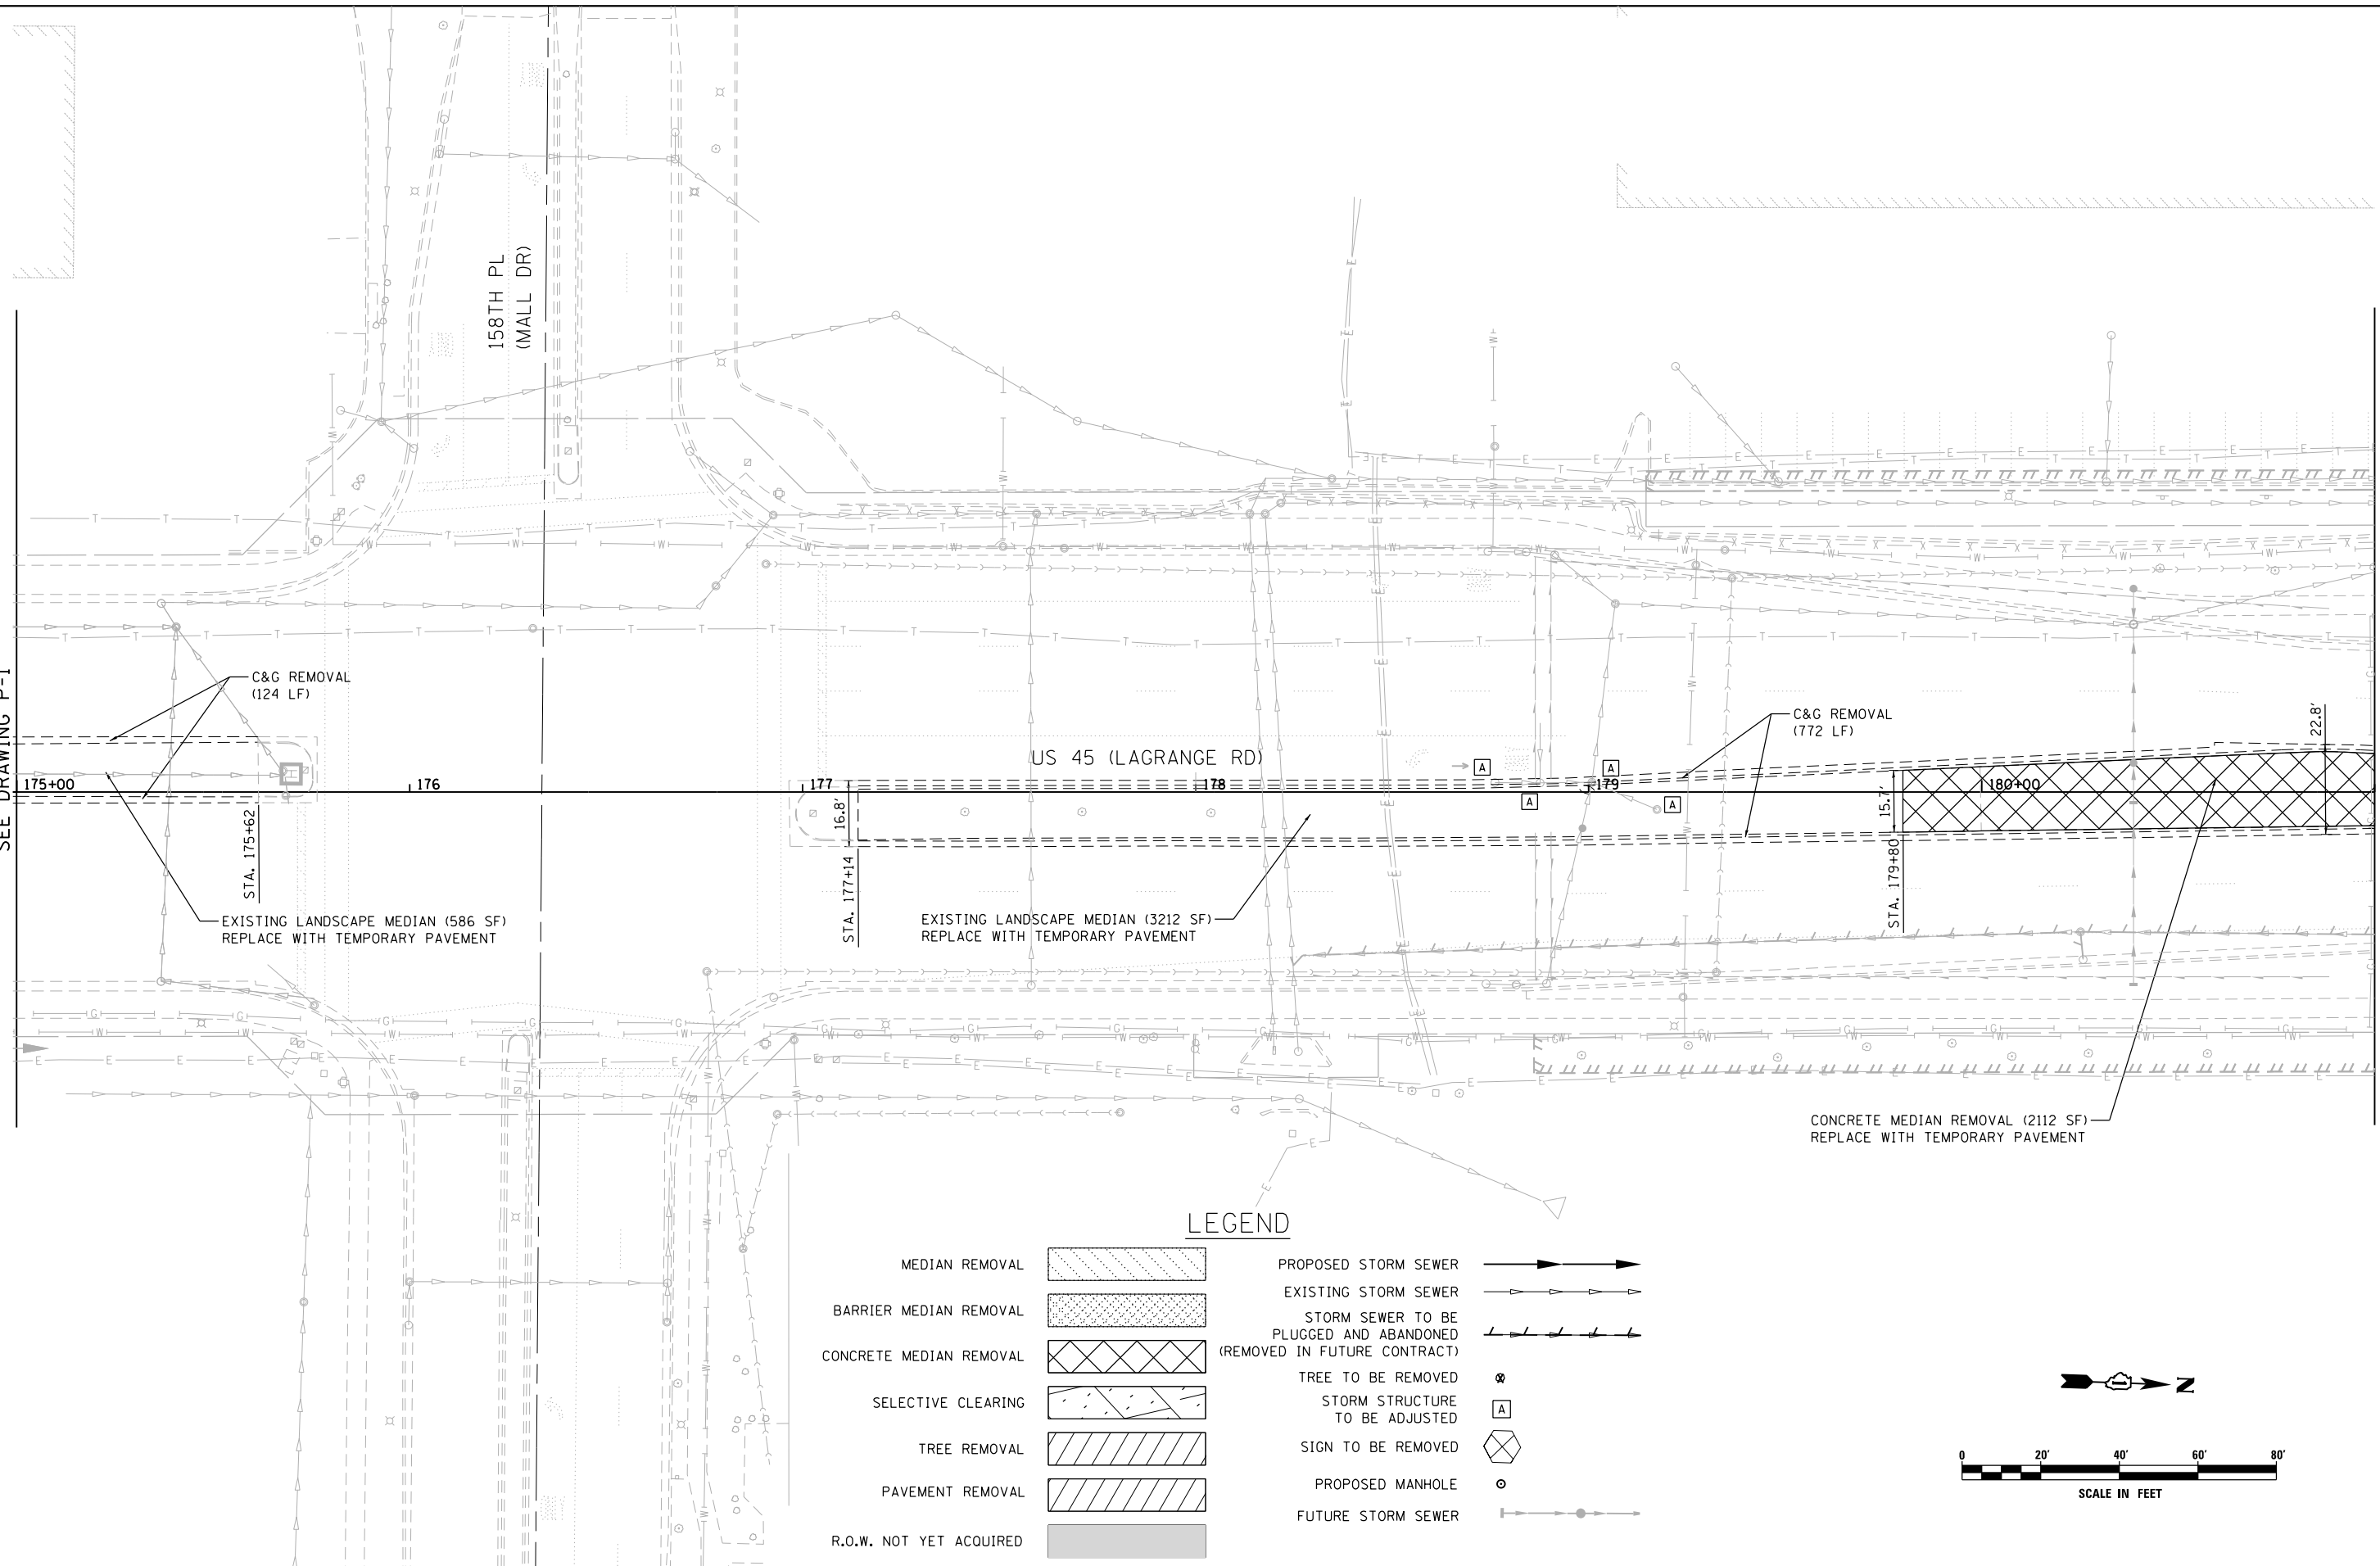 158TH PL
(MALL DR)
SEE DRAWING P-1
C&G REMOVAL
(124 LF)
C&G REMOVAL
(772 LF)
US 45 (LAGRANGE RD)
22.8'
A
A
A
A
175+00
176
177
178
179
180+00
16.8'
15.7'
STA. 175+62
STA. 177+14
STA. 179+80
EXISTING LANDSCAPE MEDIAN (586 SF)
REPLACE WITH TEMPORARY PAVEMENT
EXISTING LANDSCAPE MEDIAN (3212 SF)
REPLACE WITH TEMPORARY PAVEMENT
CONCRETE MEDIAN REMOVAL (2112 SF)
REPLACE WITH TEMPORARY PAVEMENT
LEGEND
MEDIAN REMOVAL
BARRIER MEDIAN REMOVAL
CONCRETE MEDIAN REMOVAL
SELECTIVE CLEARING
TREE REMOVAL
PAVEMENT REMOVAL
R.O.W. NOT YET ACQUIRED
PROPOSED STORM SEWER
EXISTING STORM SEWER
STORM SEWER TO BE
PLUGGED AND ABANDONED
(REMOVED IN FUTURE CONTRACT)
TREE TO BE REMOVED
STORM STRUCTURE
TO BE ADJUSTED
A
SIGN TO BE REMOVED
PROPOSED MANHOLE
FUTURE STORM SEWER
N
0 20' 40' 60' 80'
SCALE IN FEET